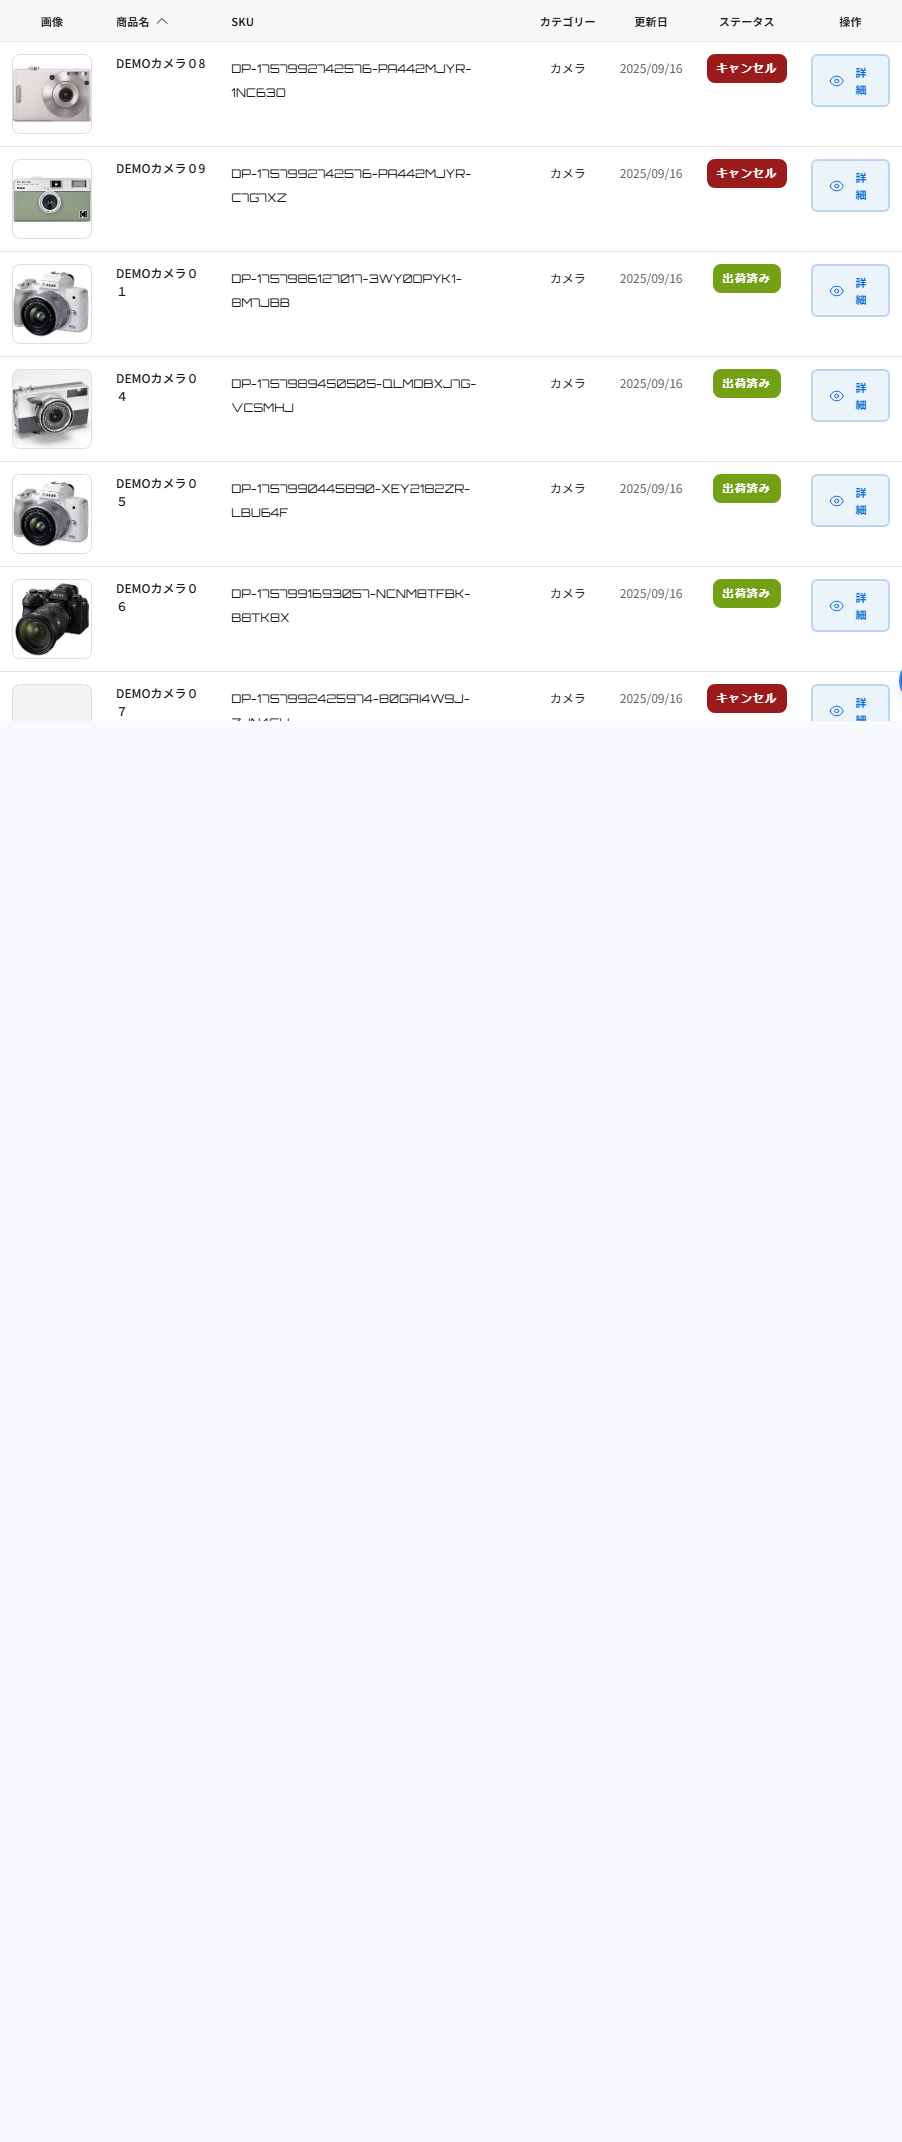 画像 商品名 SKU カテゴリー 更新日 ステータス 操作
DEMOカメラ０8 DP-1757992742576-PA442MJYR- カメラ 2025/09/16 キャンセル 詳
1NC63O 細
DEMOカメラ０9 DP-1757992742576-PA442MJYR- カメラ 2025/09/16 キャンセル 詳
C7G7XZ 細
DEMOカメラ０ DP-1757986127017-3WY0OPYK1- カメラ 2025/09/16 出荷済み 詳
１ 8M7JBB 細
DEMOカメラ０ DP-1757989450505-QLMDBXJ7G- カメラ 2025/09/16 出荷済み 詳
４ VCSMHJ 細
DEMOカメラ０ DP-1757990445890-XEY2182ZR- カメラ 2025/09/16 出荷済み 詳
５ LBU64F 細
DEMOカメラ０ DP-1757991693057-NCNM8TFBK- カメラ 2025/09/16 出荷済み 詳
６ B8TK8X 細
DEMOカメラ０ DP-1757992425974-80GAI4W9J- カメラ 2025/09/16 キャンセル 詳
７